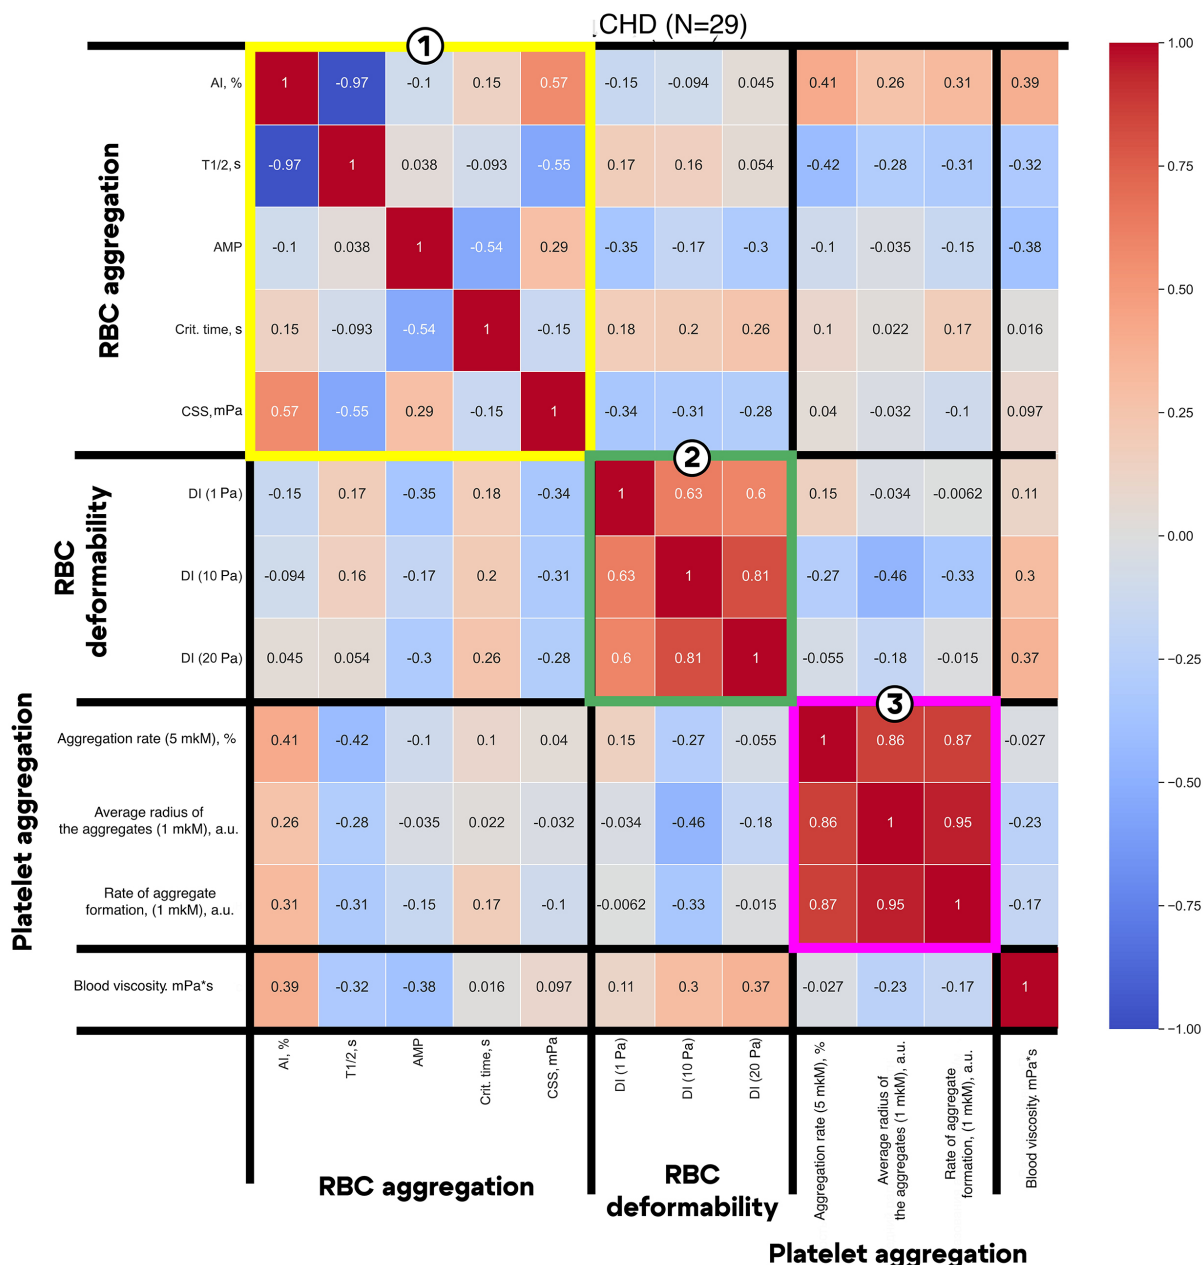 CHD (N=29)
1
RBC aggregation
AI, % 1 -0.97 -0.1 0.15 0.57 -0.15 -0.094 0.045 0.41 0.26 0.31 0.39
T1/2, s -0.97 1 0.038 -0.093 -0.55 0.17 0.16 0.054 -0.42 -0.28 -0.31 -0.32
AMP -0.1 0.038 1 -0.54 0.29 -0.35 -0.17 -0.3 -0.1 -0.035 -0.15 -0.38
Crit. time, s 0.15 -0.093 -0.54 1 -0.15 0.18 0.2 0.26 0.1 0.022 0.17 0.016
CSS, mPa 0.57 -0.55 0.29 -0.15 1 -0.34 -0.31 -0.28 0.04 -0.032 -0.1 0.097
2
RBC
deformability
DI (1 Pa) -0.15 0.17 -0.35 0.18 -0.34 1 0.63 0.6 0.15 -0.034 -0.0062 0.11
DI (10 Pa) -0.094 0.16 -0.17 0.2 -0.31 0.63 1 0.81 -0.27 -0.46 -0.33 0.3
DI (20 Pa) 0.045 0.054 -0.3 0.26 -0.28 0.6 0.81 1 -0.055 -0.18 -0.015 0.37
3
Platelet aggregation
Aggregation rate (5 mkM), % 0.41 -0.42 -0.1 0.1 0.04 0.15 -0.27 -0.055 1 0.86 0.87 -0.027
Average radius of
the aggregates (1 mkM), a.u. 0.26 -0.28 -0.035 0.022 -0.032 -0.034 -0.46 -0.18 0.86 1 0.95 -0.23
Rate of aggregate
formation, (1 mkM), a.u. 0.31 -0.31 -0.15 0.17 -0.1 -0.0062 -0.33 -0.015 0.87 0.95 1 -0.17
Blood viscosity. mPa*s 0.39 -0.32 -0.38 0.016 0.097 0.11 0.3 0.37 -0.027 -0.23 -0.17 1
AI, %
T1/2, s
AMP
Crit. time, s
CSS, mPa
DI (1 Pa)
DI (10 Pa)
DI (20 Pa)
Aggregation rate (5 mkM), %
Average radius of
the aggregates (1 mkM), a.u.
Rate of aggregate
formation, (1 mkM), a.u.
Blood viscosity. mPa*s
RBC aggregation
RBC
deformability
Platelet aggregation
1.00
0.75
0.50
0.25
0.00
−0.25
−0.50
−0.75
−1.00